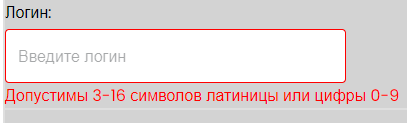 Логин:
Введите логин
Допустимы 3-16 символов латиницы или цифры 0-9